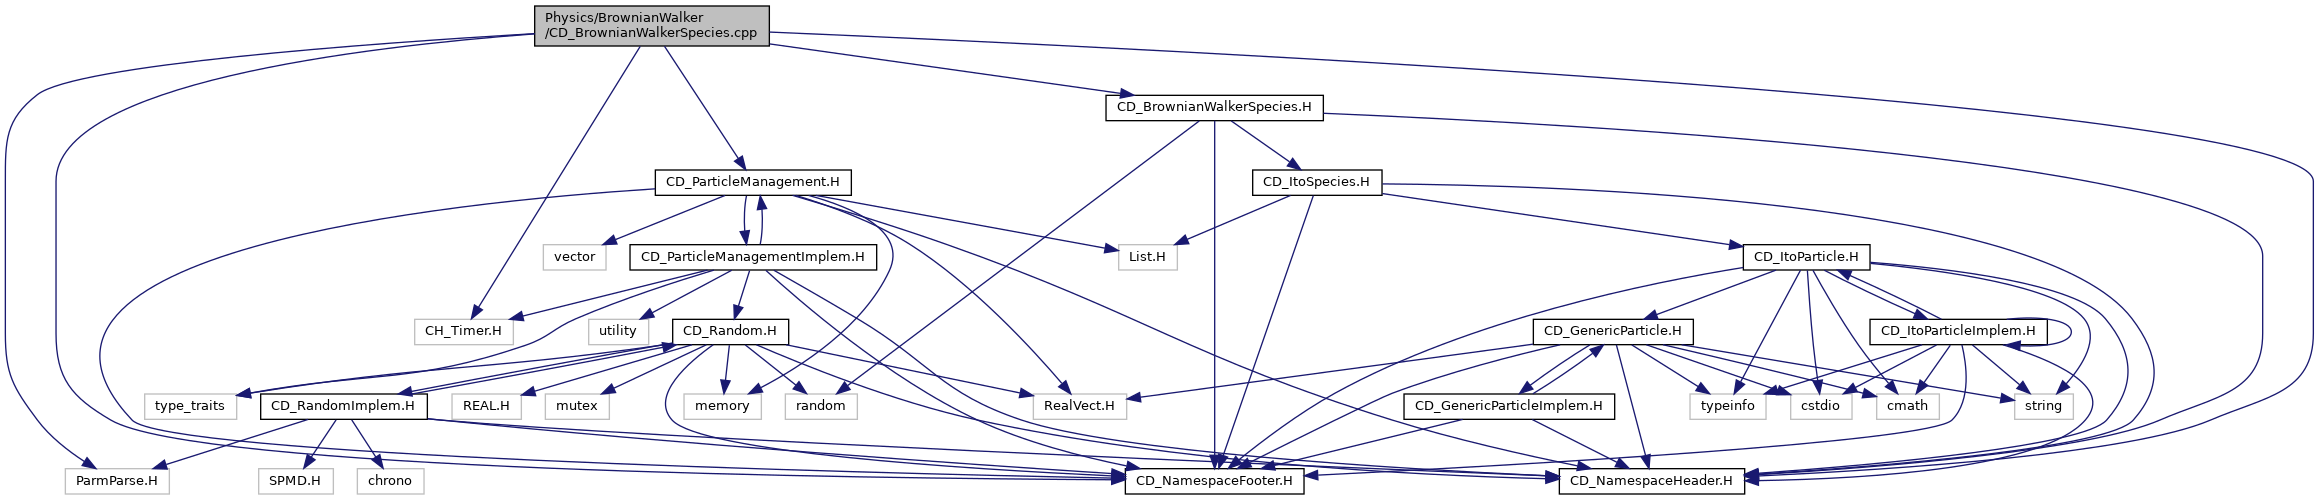 Physics/BrownianWalker
/CD_BrownianWalkerSpecies.cpp
CD_BrownianWalkerSpecies.H
CD_ParticleManagement.H
CD_ItoSpecies.H
vector
CD_ParticleManagementImplem.H
List.H
CD_ItoParticle.H
CH_Timer.H
utility
CD_Random.H
CD_GenericParticle.H
CD_ItoParticleImplem.H
type_traits
CD_RandomImplem.H
REAL.H
mutex
memory
random
RealVect.H
CD_GenericParticleImplem.H
typeinfo
cstdio
cmath
string
ParmParse.H
SPMD.H
chrono
CD_NamespaceFooter.H
CD_NamespaceHeader.H